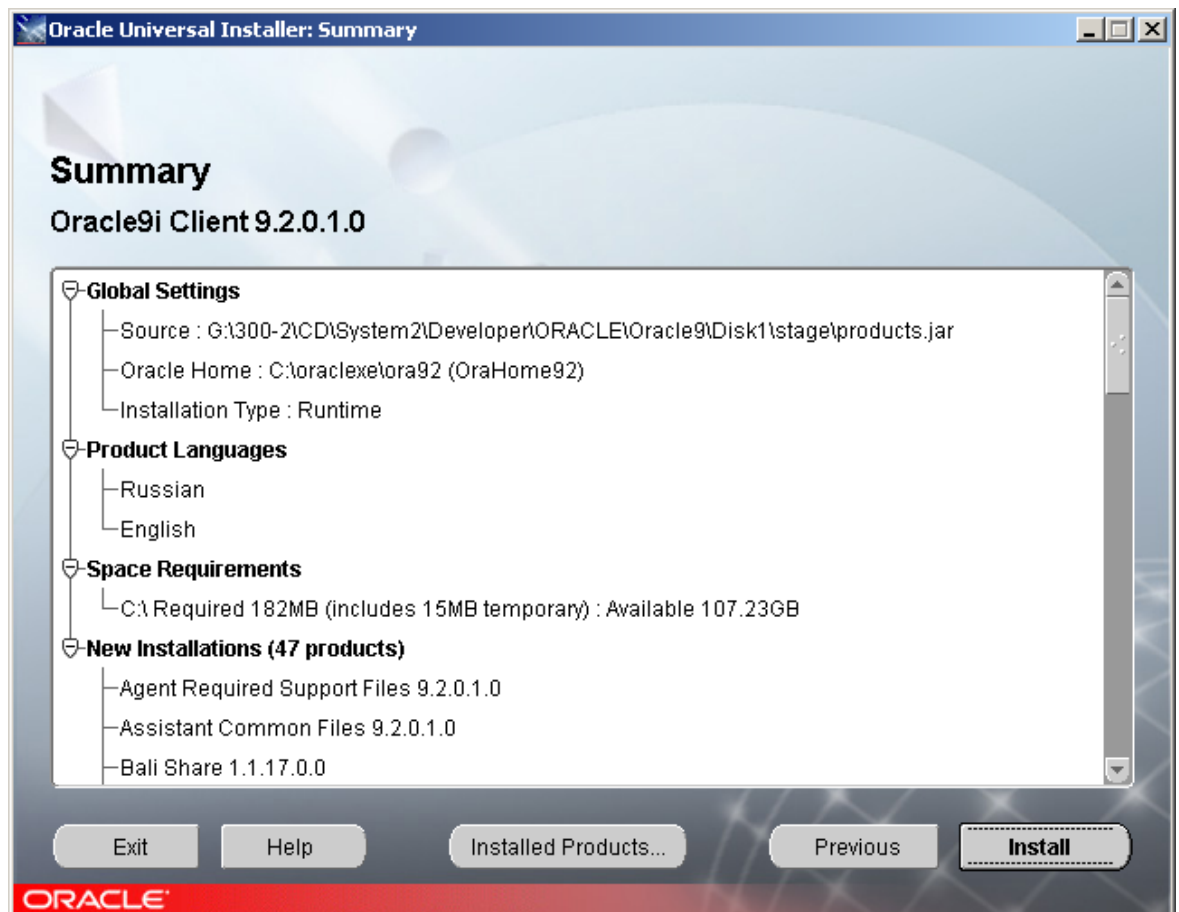 Oracle Universal Installer: Summary
Summary
Oracle9i Client 9.2.0.1.0
Global Settings
Source : G:\300-2\CD\System2\Developer\ORACLE\Oracle9\Disk1\stage\products.jar
Oracle Home : C:\oraclexe\ora92 (OraHome92)
Installation Type : Runtime
Product Languages
Russian
English
Space Requirements
C:\ Required 182MB (includes 15MB temporary) : Available 107.23GB
New Installations (47 products)
Agent Required Support Files 9.2.0.1.0
Assistant Common Files 9.2.0.1.0
Bali Share 1.1.17.0.0
Exit Help Installed Products... Previous Install
ORACLE